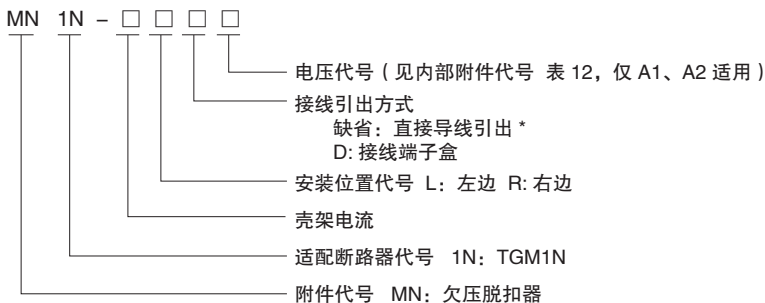 MN 1N - □ □ □ □
电压代号（见内部附件代号 表 12，仅 A1、A2 适用）
接线引出方式
缺省：直接导线引出 *
D: 接线端子盒
安装位置代号 L：左边 R: 右边
壳架电流
适配断路器代号 1N：TGM1N
附件代号 MN：欠压脱扣器